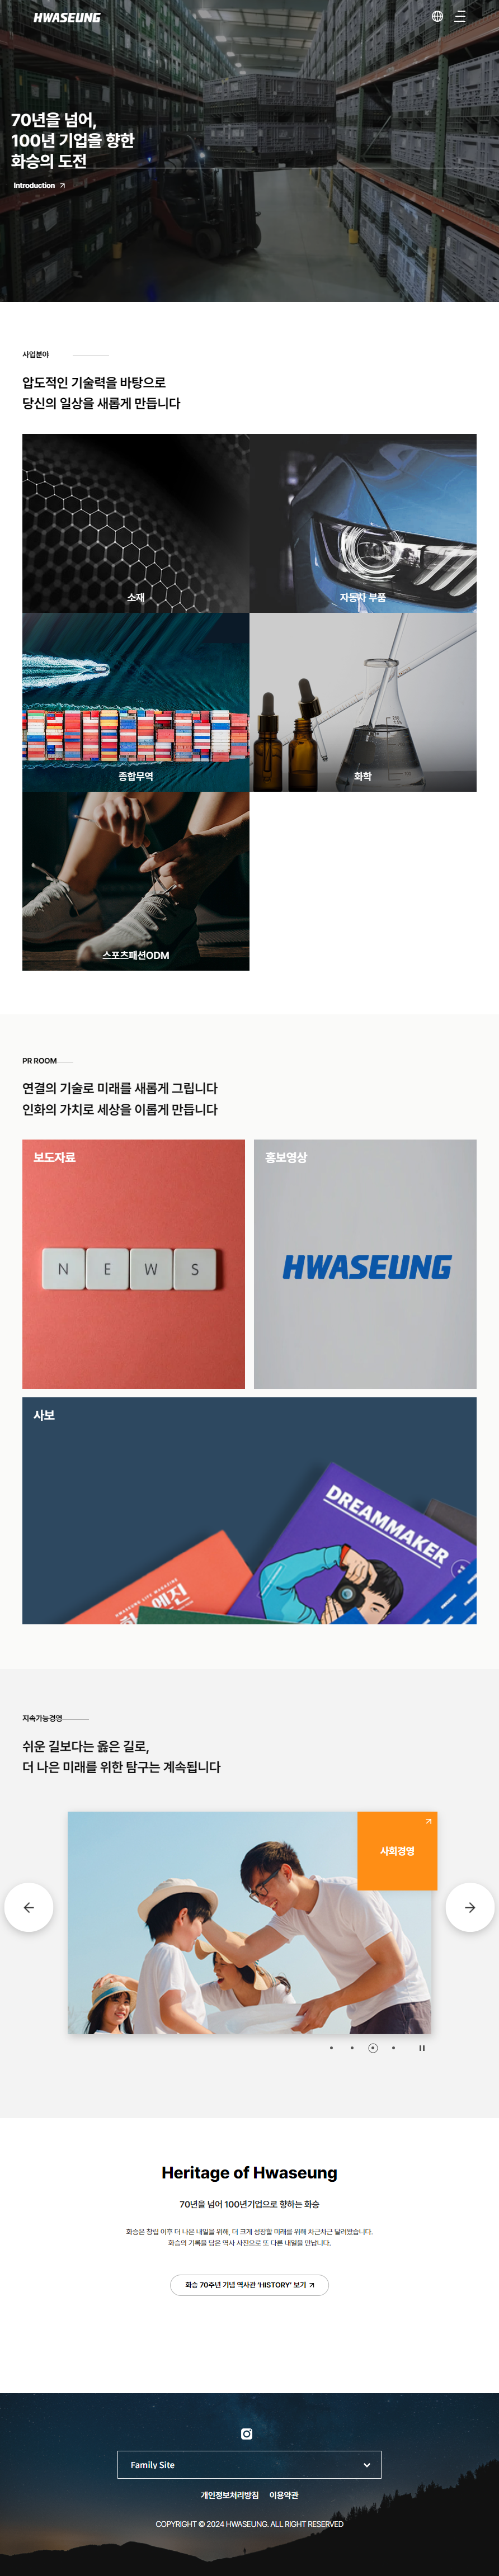 HWASEUNG
70년을 넘어,
100년 기업을 향한
화승의 도전
Introduction
사업분야
압도적인 기술력을 바탕으로
당신의 일상을 새롭게 만듭니다
소재
자동차 부품
종합무역
화학
스포츠패션ODM
PR ROOM
연결의 기술로 미래를 새롭게 그립니다
인화의 가치로 세상을 이롭게 만듭니다
보도자료
NEWS
홍보영상
HWASEUNG
사보
DREAMMAKER
HWASEUNG LIFE MAGAZINE
지속가능경영
쉬운 길보다는 옳은 길로,
더 나은 미래를 위한 탐구는 계속됩니다
사회경영
Heritage of Hwaseung
70년을 넘어 100년기업으로 향하는 화승
화승은 창립 이후 더 나은 내일을 위해, 더 크게 성장할 미래를 위해 차근차근 달려왔습니다.
화승의 기록을 담은 역사 사진으로 또 다른 내일을 만납니다.
화승 70주년 기념 역사관 'HISTORY' 보기
Family Site
개인정보처리방침 이용약관
COPYRIGHT © 2024 HWASEUNG. ALL RIGHT RESERVED